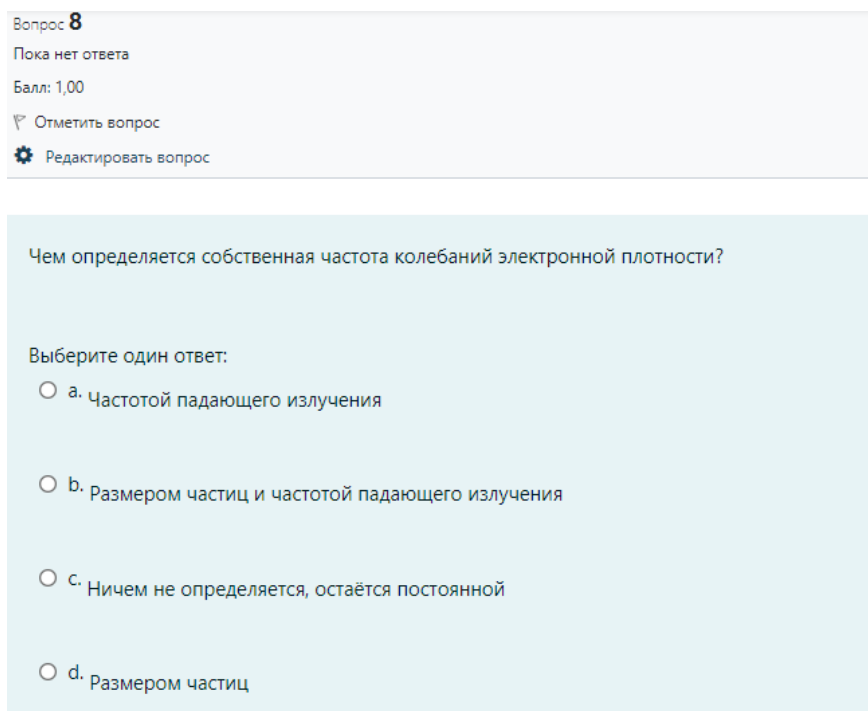 Вопрос 8
Пока нет ответа
Балл: 1,00
Отметить вопрос
Редактировать вопрос
Чем определяется собственная частота колебаний электронной плотности?
Выберите один ответ:
a. Частотой падающего излучения
b. Размером частиц и частотой падающего излучения
c. Ничем не определяется, остаётся постоянной
d. Размером частиц